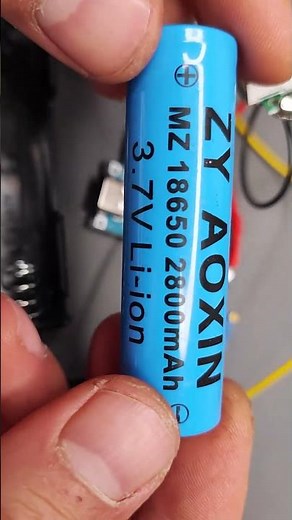 ZY AOXIN
MZ 18650 2800mAh
3.7V Li-ion